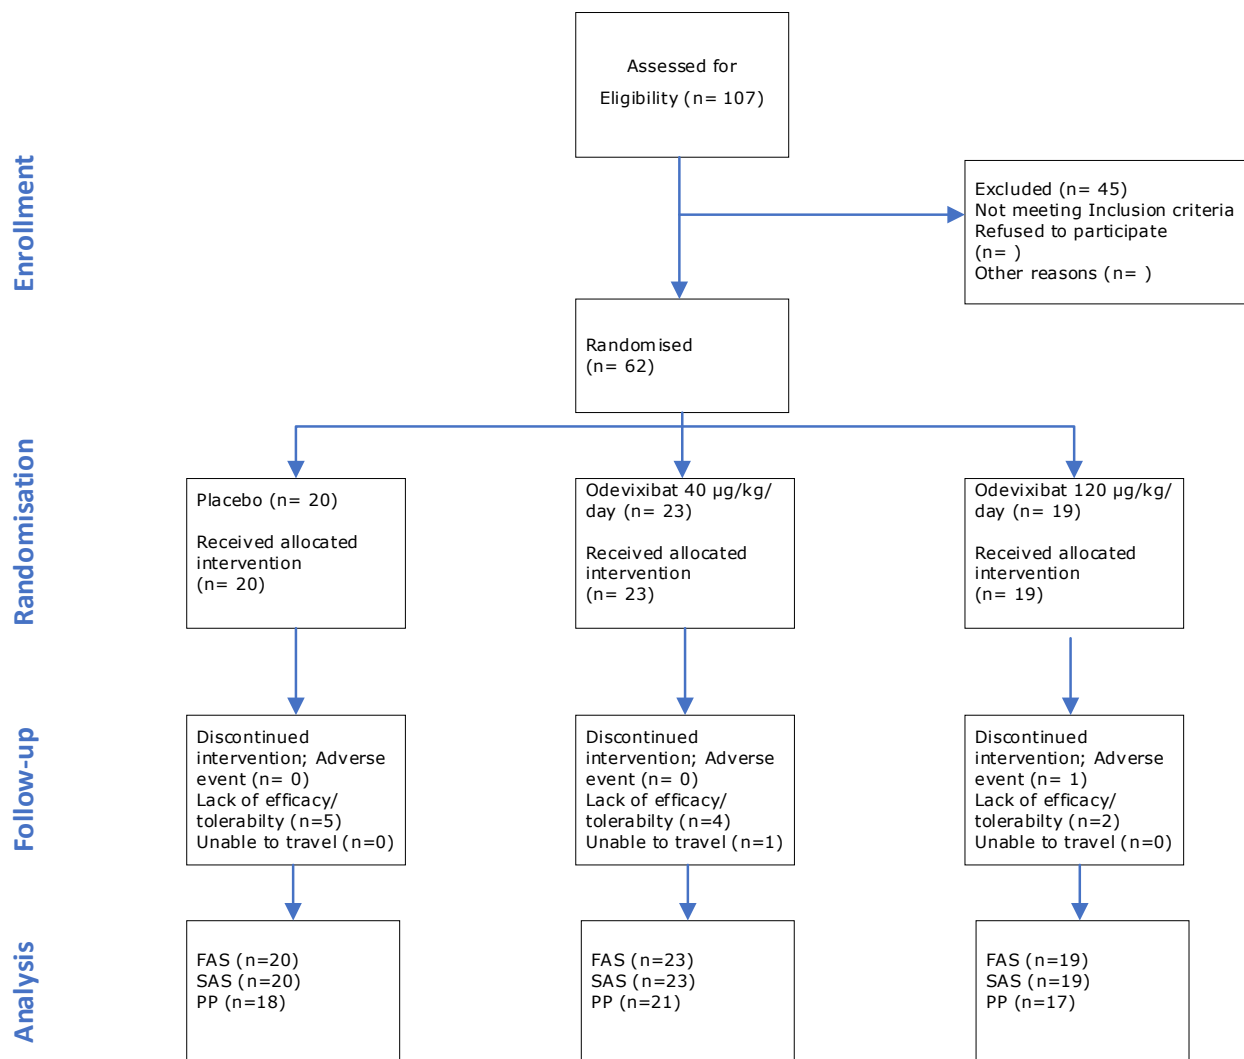 Enrollment
Assessed for
Eligibility (n= 107)
Excluded (n= 45)
Not meeting Inclusion criteria
Refused to participate
(n= )
Other reasons (n= )
Randomised
(n= 62)
Randomisation
Placebo (n= 20)
Received allocated
intervention
(n= 20)
Odevixibat 40 µg/kg/
day (n= 23)
Received allocated
intervention
(n= 23)
Odevixibat 120 µg/kg/
day (n= 19)
Received allocated
intervention
(n= 19)
Follow-up
Discontinued
intervention; Adverse
event (n= 0)
Lack of efficacy/
tolerabilty (n=5)
Unable to travel (n=0)
Discontinued
intervention; Adverse
event (n= 0)
Lack of efficacy/
tolerabilty (n=4)
Unable to travel (n=1)
Discontinued
intervention; Adverse
event (n= 1)
Lack of efficacy/
tolerabilty (n=2)
Unable to travel (n=0)
Analysis
FAS (n=20)
SAS (n=20)
PP (n=18)
FAS (n=23)
SAS (n=23)
PP (n=21)
FAS (n=19)
SAS (n=19)
PP (n=17)